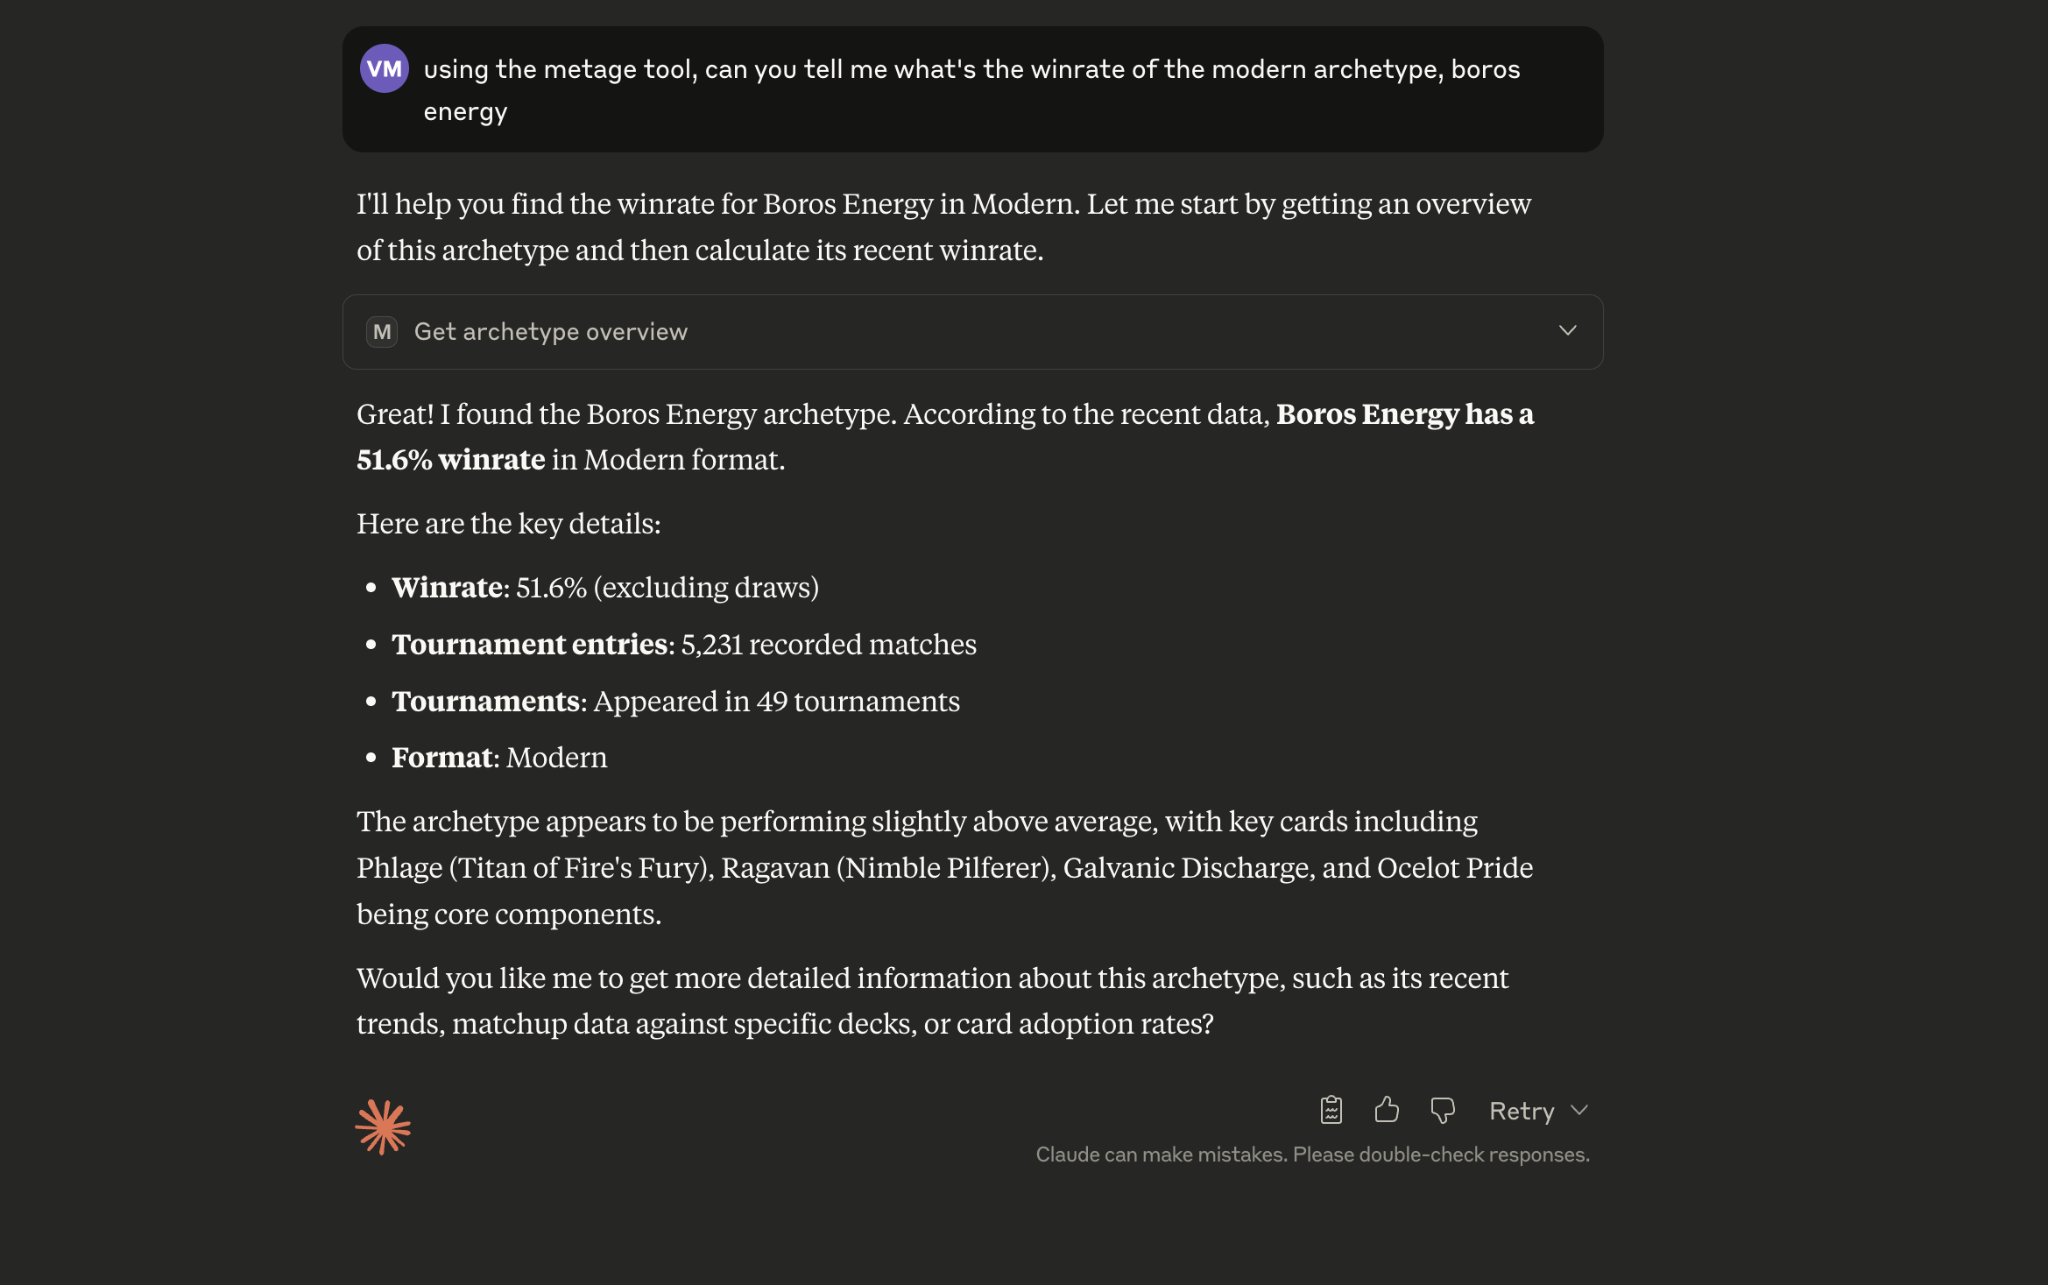 VM
using the metage tool, can you tell me what's the winrate of the modern archetype, boros
energy
I'll help you find the winrate for Boros Energy in Modern. Let me start by getting an overview
of this archetype and then calculate its recent winrate.
M Get archetype overview
Great! I found the Boros Energy archetype. According to the recent data, Boros Energy has a
51.6% winrate in Modern format.
Here are the key details:
• Winrate: 51.6% (excluding draws)
• Tournament entries: 5,231 recorded matches
• Tournaments: Appeared in 49 tournaments
• Format: Modern
The archetype appears to be performing slightly above average, with key cards including
Phlage (Titan of Fire's Fury), Ragavan (Nimble Pilferer), Galvanic Discharge, and Ocelot Pride
being core components.
Would you like me to get more detailed information about this archetype, such as its recent
trends, matchup data against specific decks, or card adoption rates?
Retry
Claude can make mistakes. Please double-check responses.